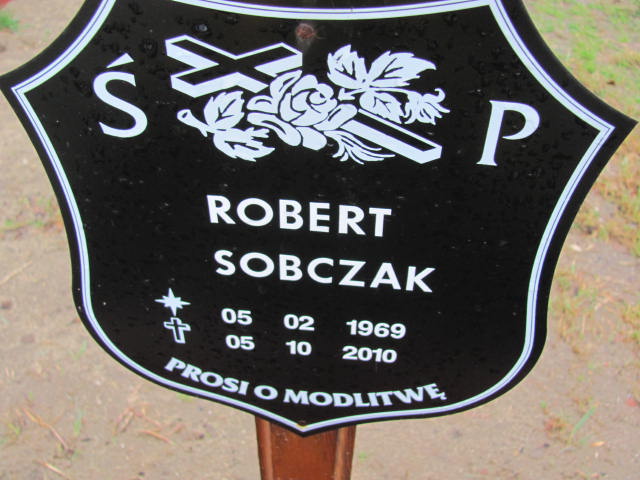 Ś P
ROBERT
SOBCZAK
05 02 1969
05 10 2010
PROSI O MODLITWĘ